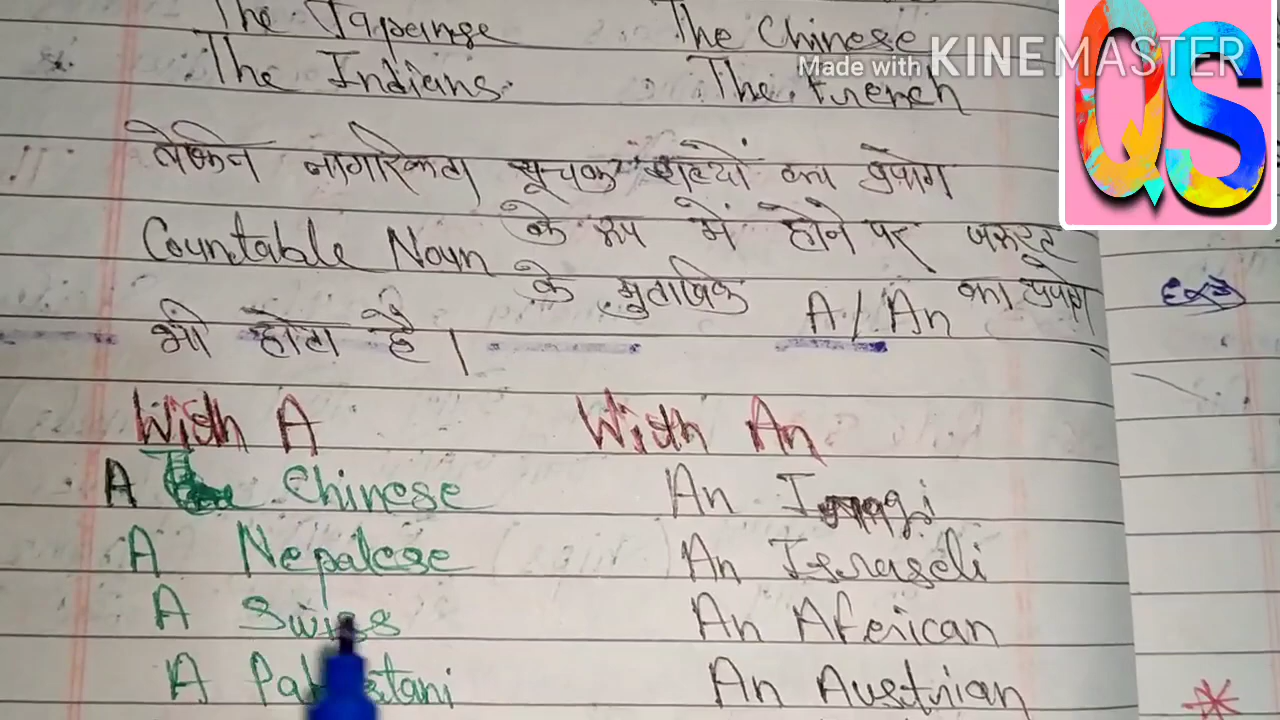 The Japanse The Chinese
The Indians The French
Made with KINEMASTER
QS
लेकिन नागरिकता सूचक शब्दों का प्रयोग
Countable Noun के रूप में होने पर जरूरत
के मुताबिक A/An का प्रयोग
भी होता है।
With A With An
A Chinese An Iraqi
A Nepalese An Israeli
A Swiss An African
A Pakistani An Austrian